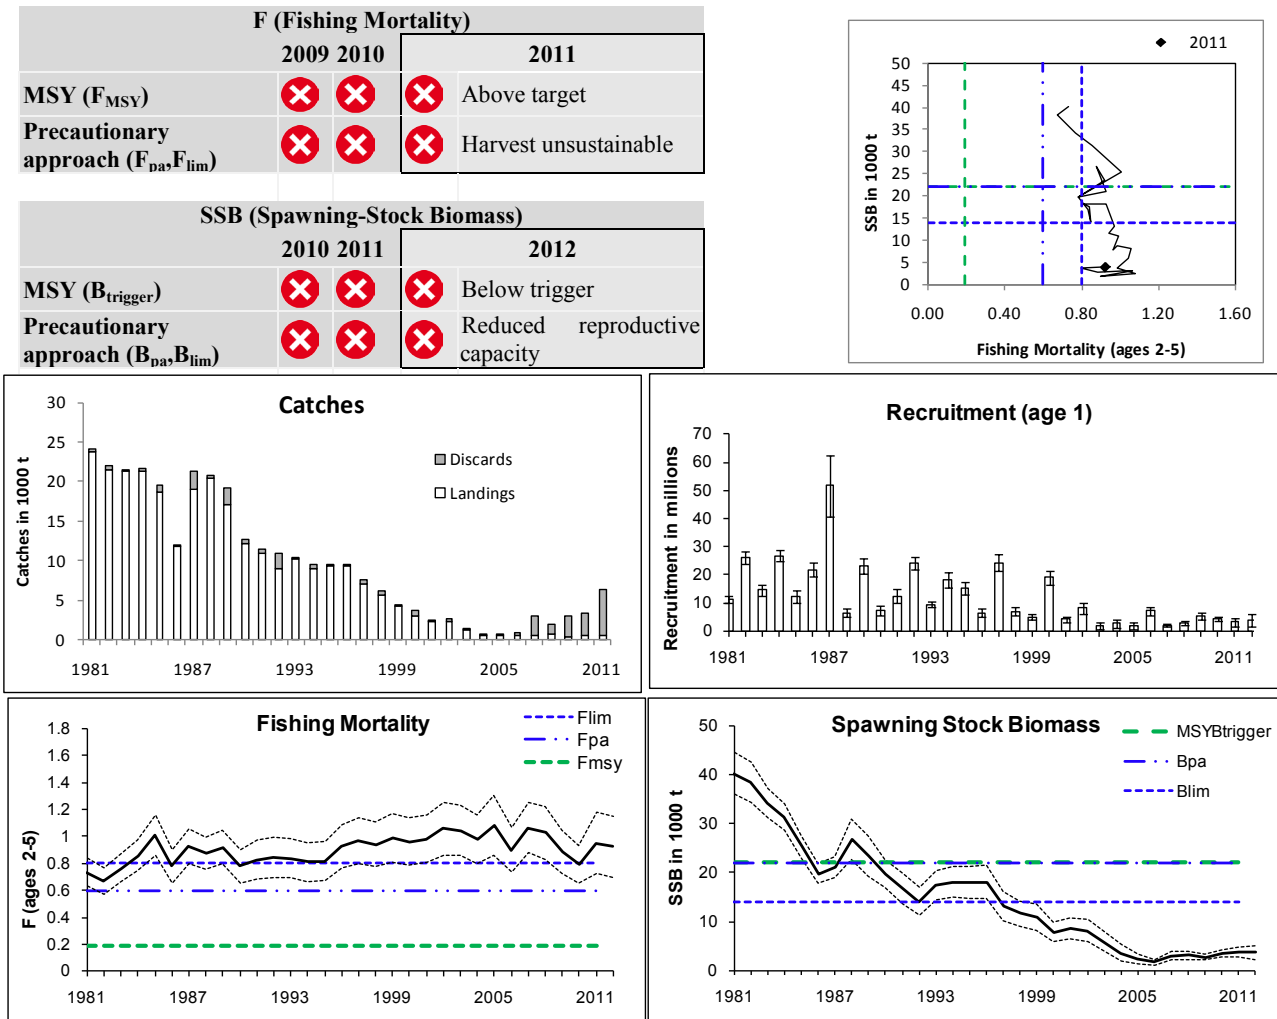 F (Fishing Mortality)
2009 2010 2011
MSY (FMSY) Above target
Precautionary
approach (Fpa,Flim) Harvest unsustainable
SSB (Spawning-Stock Biomass)
2010 2011 2012
MSY (Btrigger) Below trigger
Precautionary
approach (Bpa,Blim) Reduced reproductive
capacity
2011
SSB in 1000 t
50
45
40
35
30
25
20
15
10
5
0
0.00 0.40 0.80 1.20 1.60
Fishing Mortality (ages 2-5)
Catches
Catches in 1000 t
30
25
20
15
10
5
0
Discards
Landings
1981 1987 1993 1999 2005 2011
Recruitment (age 1)
Recruitment in millions
70
60
50
40
30
20
10
0
1981 1987 1993 1999 2005 2011
Fishing Mortality
F (ages 2-5)
1.8
1.6
1.4
1.2
1
0.8
0.6
0.4
0.2
0
Flim
Fpa
Fmsy
1981 1987 1993 1999 2005 2011
Spawning Stock Biomass
SSB in 1000 t
50
40
30
20
10
0
MSYBtrigger
Bpa
Blim
1981 1987 1993 1999 2005 2011